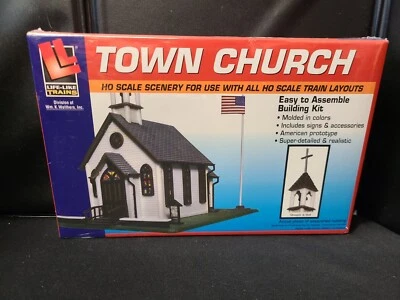 TOWN CHURCH
HO SCALE SCENERY FOR USE WITH ALL HO SCALE TRAIN LAYOUTS
LIFE-LIKE
TRAINS
Division of
Wm. K. Walthers, Inc.
Easy to Assemble
Building Kit
• Molded in colors
• Includes signs & accessories
• American prototype
• Super-detailed & realistic